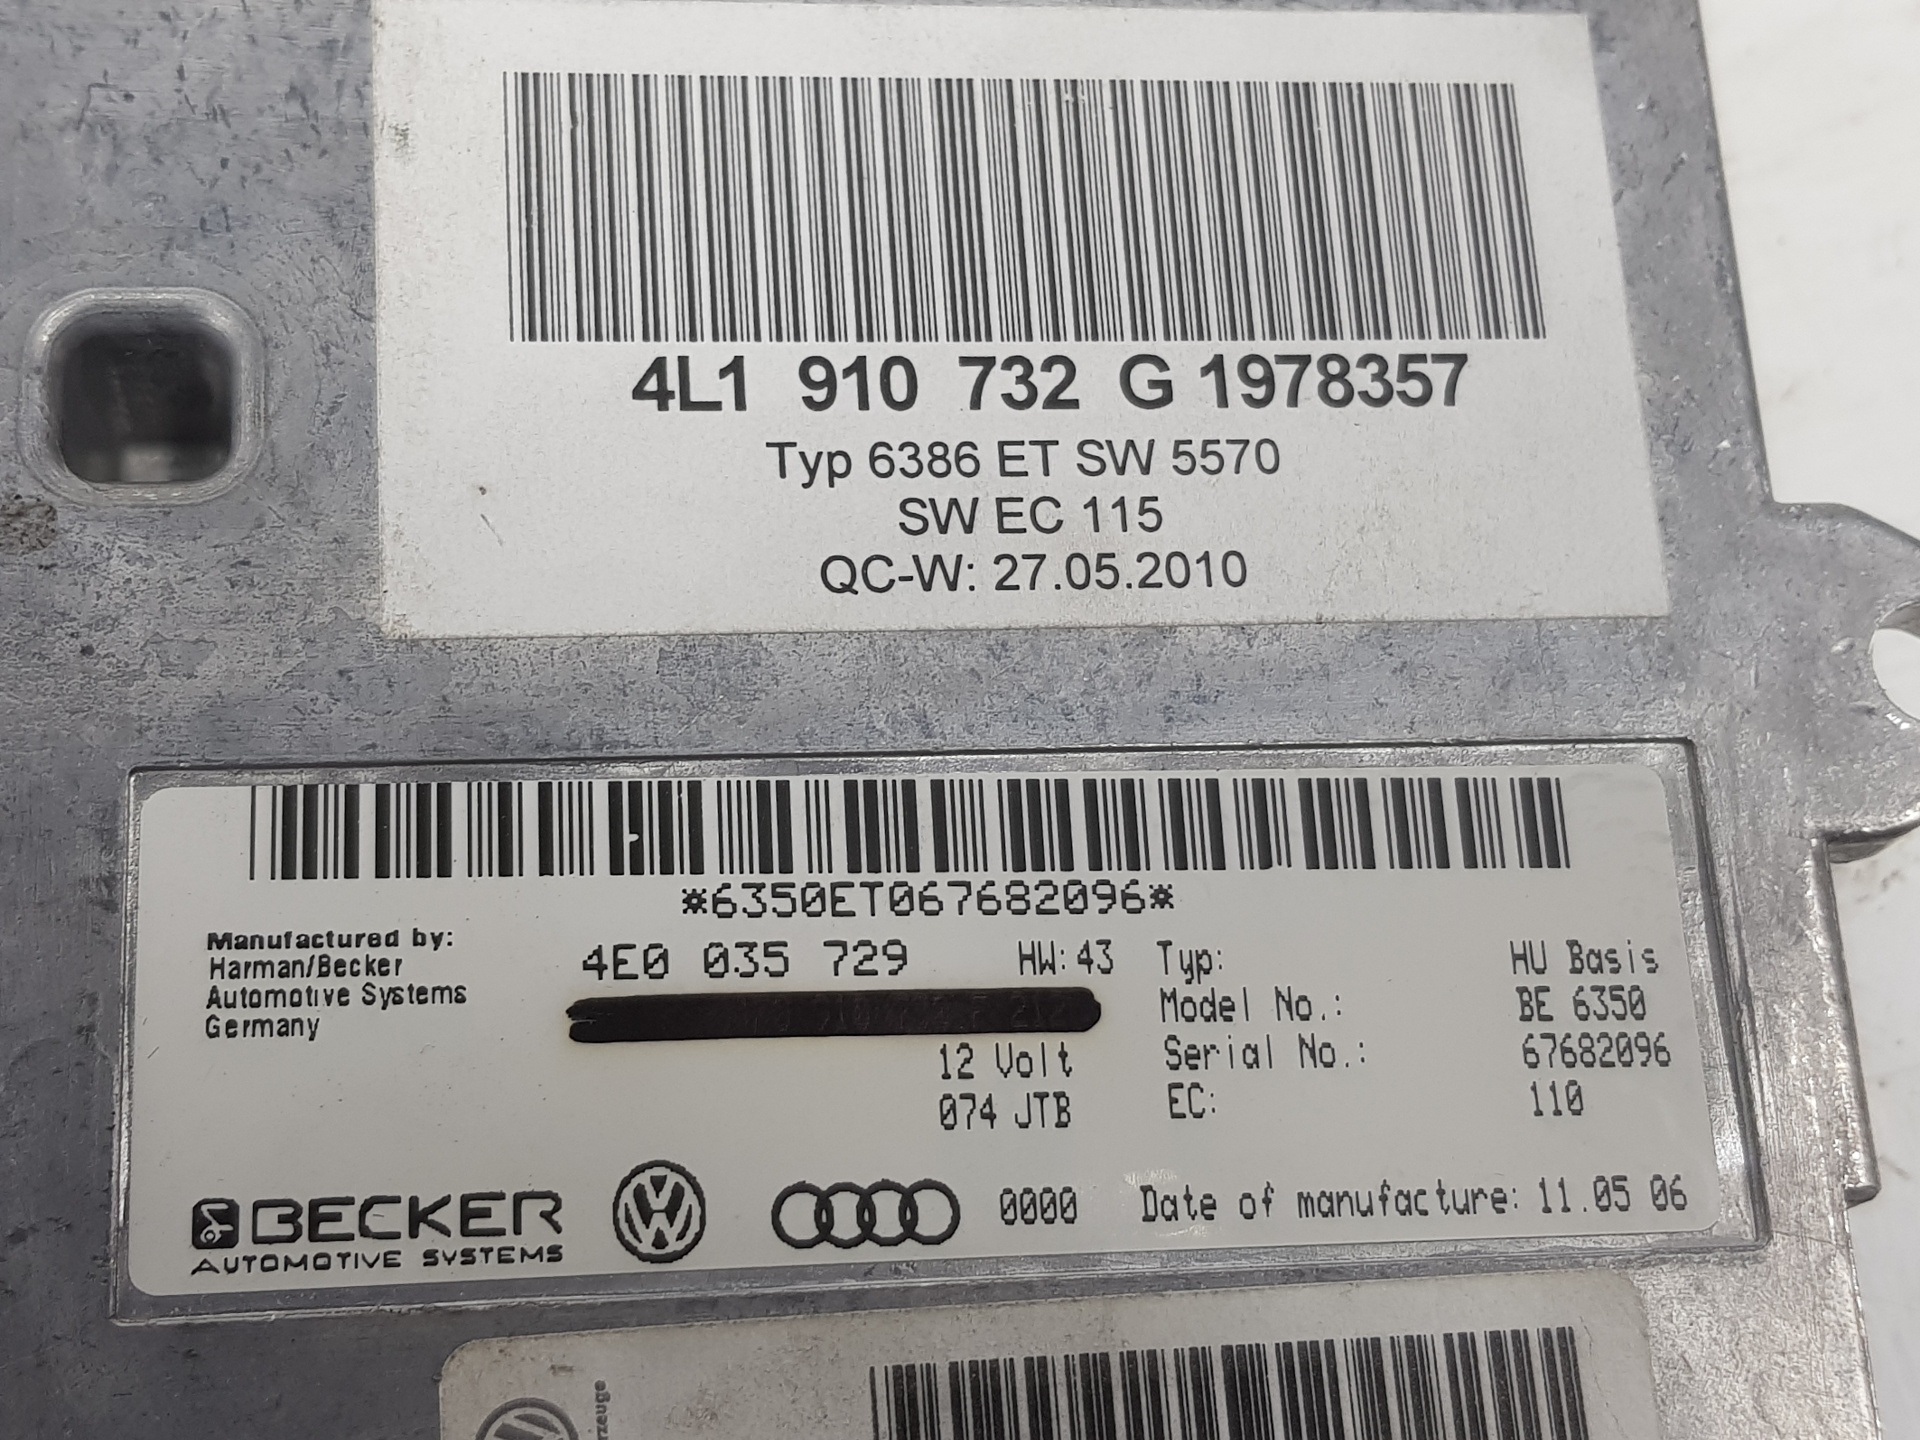 4L1 910 732 G 1978357
Typ 6386 ET SW 5570
SW EC 115
QC-W: 27.05.2010
*6350ET067682096*
Manufactured by:
Harman/Becker
Automotive Systems
Germany
4E0 035 729 HW: 43
12 Volt
074 JTB
Typ: HU Basis
Model No.: BE 6350
Serial No.: 67682096
EC: 110
BECKER
AUTOMOTIVE SYSTEMS
0000
Date of manufacture: 11.05 06